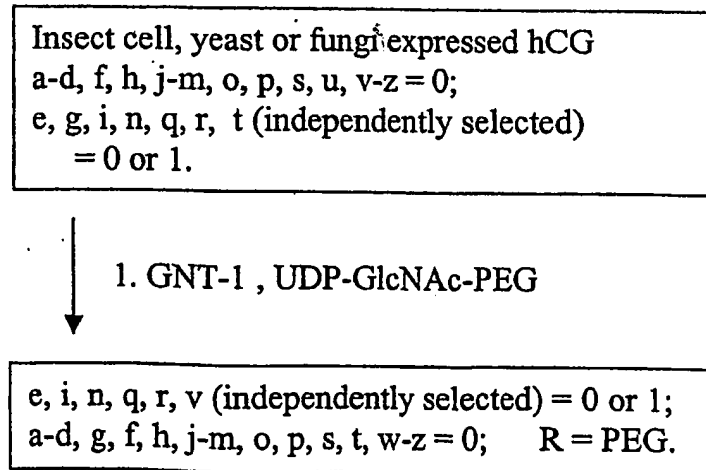 Insect cell, yeast or fungi expressed hCG
a-d, f, h, j-m, o, p, s, u, v-z = 0;
e, g, i, n, q, r, t (independently selected)
= 0 or 1.
1. GNT-1 , UDP-GlcNAc-PEG
e, i, n, q, r, v (independently selected) = 0 or 1;
a-d, g, f, h, j-m, o, p, s, t, w-z = 0; R = PEG.